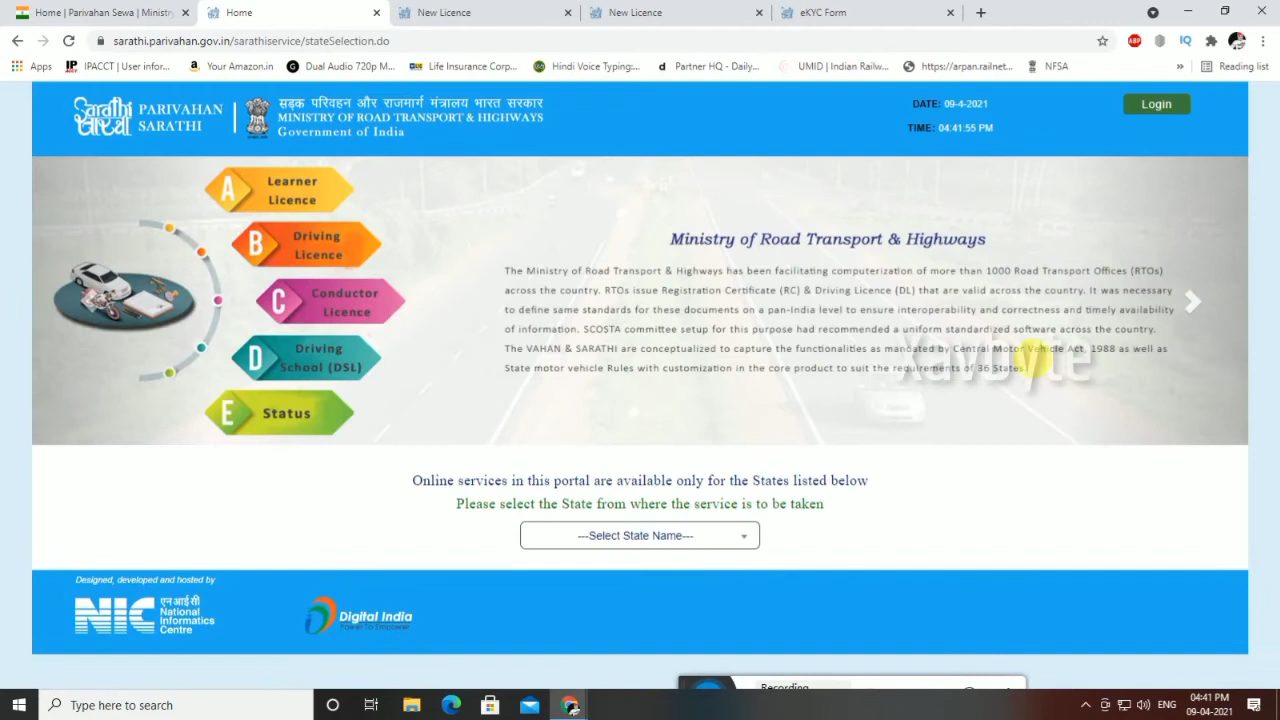 Home | Parivahan Sewa | Ministry
Home
New Licence
New Licence
eKYC Form
sarathi.parivahan.gov.in/sarathiservice/stateSelection.do
ABP
IQ
Apps
IPACCT | User infor...
Your Amazon.in
Dual Audio 720p M...
Life Insurance Corp...
Hindi Voice Typing:...
Partner HQ - Daily...
UMID | Indian Railw...
https://arpan.railnet...
NFSA
»
Reading list
Sarathi
सारथी
PARIVAHAN
SARATHI
सड़क परिवहन और राजमार्ग मंत्रालय भारत सरकार
MINISTRY OF ROAD TRANSPORT & HIGHWAYS
Government of India
DATE: 09-4-2021
TIME: 04:41:55 PM
Login
A Learner
Licence
B Driving
Licence
C Conductor
Licence
D Driving
School (DSL)
E Status
Ministry of Road Transport & Highways
The Ministry of Road Transport & Highways has been facilitating computerization of more than 1000 Road Transport Offices (RTOs)
across the country. RTOs issue Registration Certificate (RC) & Driving Licence (DL) that are valid across the country. It was necessary
to define same standards for these documents on a pan-India level to ensure interoperability and correctness and timely availability
of information. SCOSTA committee setup for this purpose had recommended a uniform standardized software across the country.
The VAHAN & SARATHI are conceptualized to capture the functionalities as mandated by Central Motor Vehicle Act, 1988 as well as
State motor vehicle Rules with customization in the core product to suit the requirements of 36 States.
Online services in this portal are available only for the States listed below
Please select the State from where the service is to be taken
---Select State Name---
Designed, developed and hosted by
NIC
एनआईसी
National
Informatics
Centre
Digital India
Power To Empower
Recording
Type here to search
ENG
04:41 PM
09-04-2021